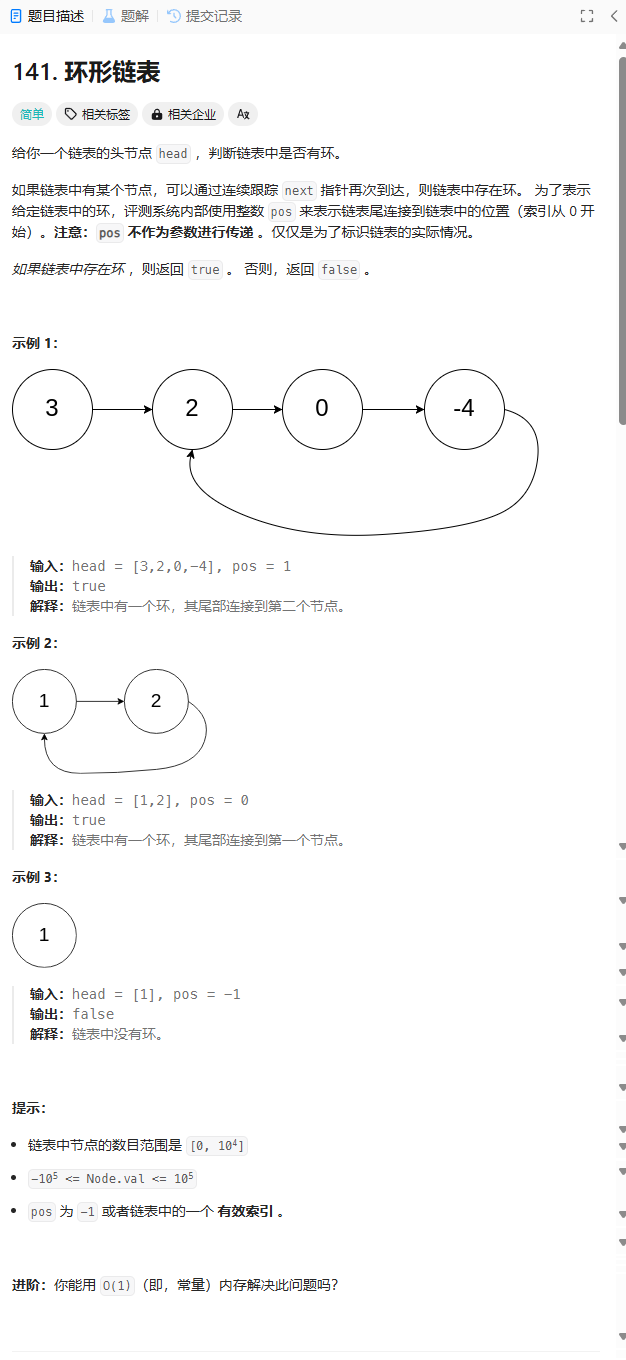 题目描述 题解 提交记录
141. 环形链表
简单 相关标签 相关企业 Aあ
给你一个链表的头节点 head ，判断链表中是否有环。
如果链表中有某个节点，可以通过连续跟踪 next 指针再次到达，则链表中存在环。 为了表示
给定链表中的环，评测系统内部使用整数 pos 来表示链表尾连接到链表中的位置（索引从 0 开
始）。注意：pos 不作为参数进行传递 。仅仅是为了标识链表的实际情况。
如果链表中存在环 ，则返回 true 。 否则，返回 false 。
示例 1：
3 2 0 -4
输入：head = [3,2,0,-4], pos = 1
输出：true
解释：链表中有一个环，其尾部连接到第二个节点。
示例 2：
1 2
输入：head = [1,2], pos = 0
输出：true
解释：链表中有一个环，其尾部连接到第一个节点。
示例 3：
1
输入：head = [1], pos = -1
输出：false
解释：链表中没有环。
提示：
• 链表中节点的数目范围是 [0, 10⁴]
• -10⁵ <= Node.val <= 10⁵
• pos 为 -1 或者链表中的一个 有效索引 。
进阶：你能用 O(1)（即，常量）内存解决此问题吗？